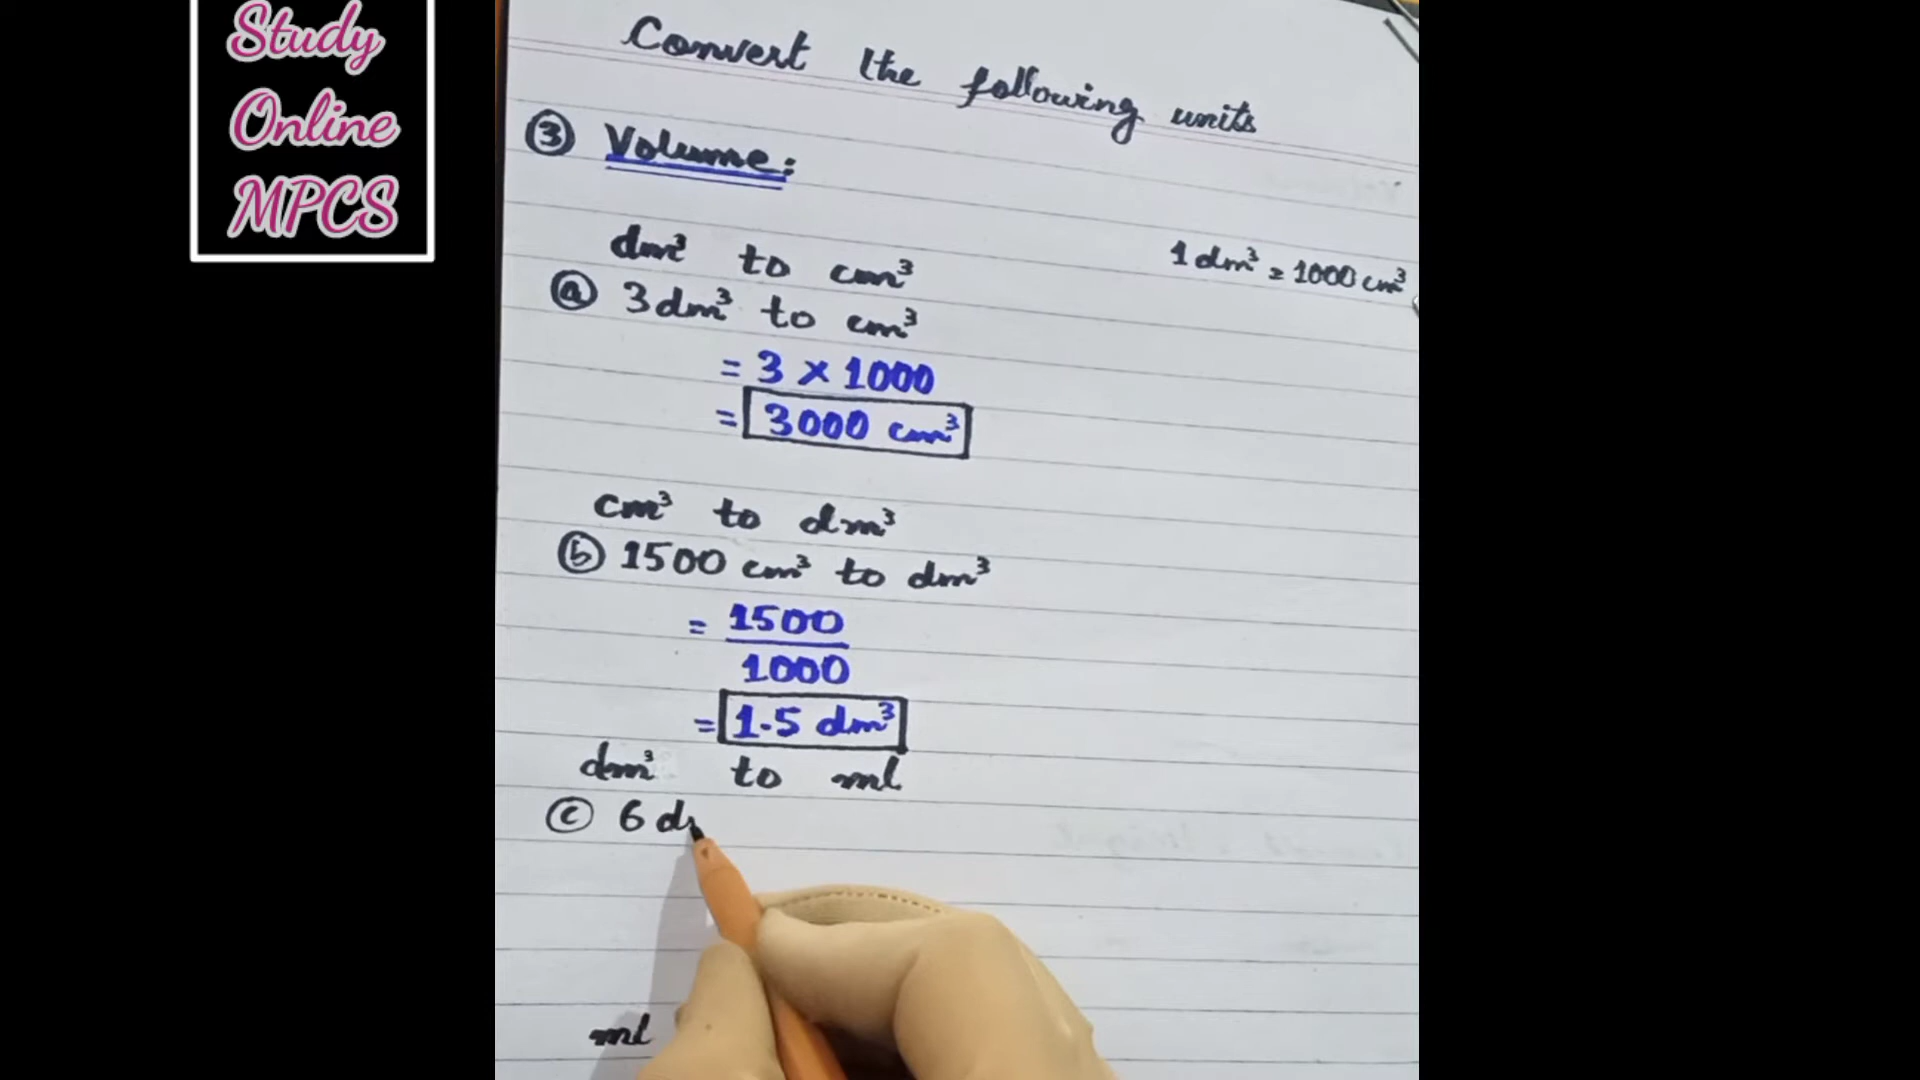 Study
Online
MPCS
Convert the following units
③ Volume:
dm³ to cm³
1 dm³ = 1000 cm³
ⓐ 3dm³ to cm³
= 3 × 1000
= 3000 cm³
cm³ to dm³
ⓑ 1500 cm³ to dm³
= 1500
1000
= 1.5 dm³
dm³ to ml
ⓒ 6 d
ml